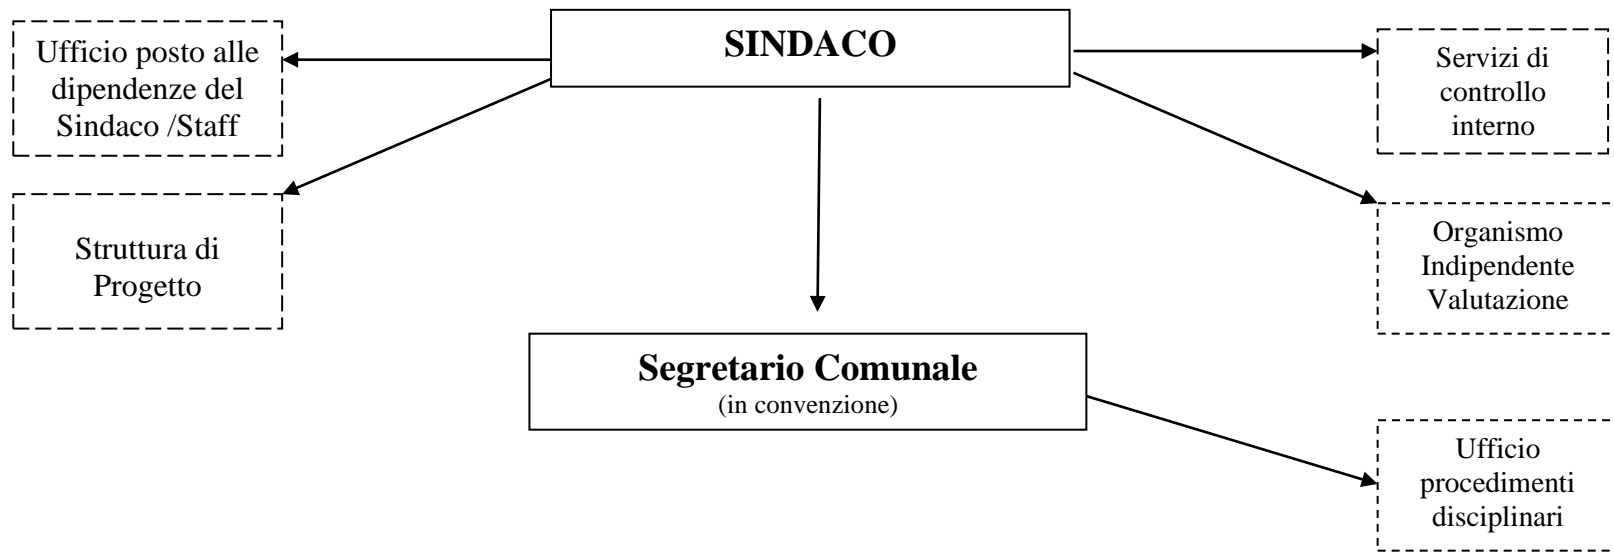 SINDACO
Ufficio posto alle
dipendenze del
Sindaco /Staff
Servizi di
controllo
interno
Struttura di
Progetto
Organismo
Indipendente
Valutazione
Segretario Comunale
(in convenzione)
Ufficio
procedimenti
disciplinari